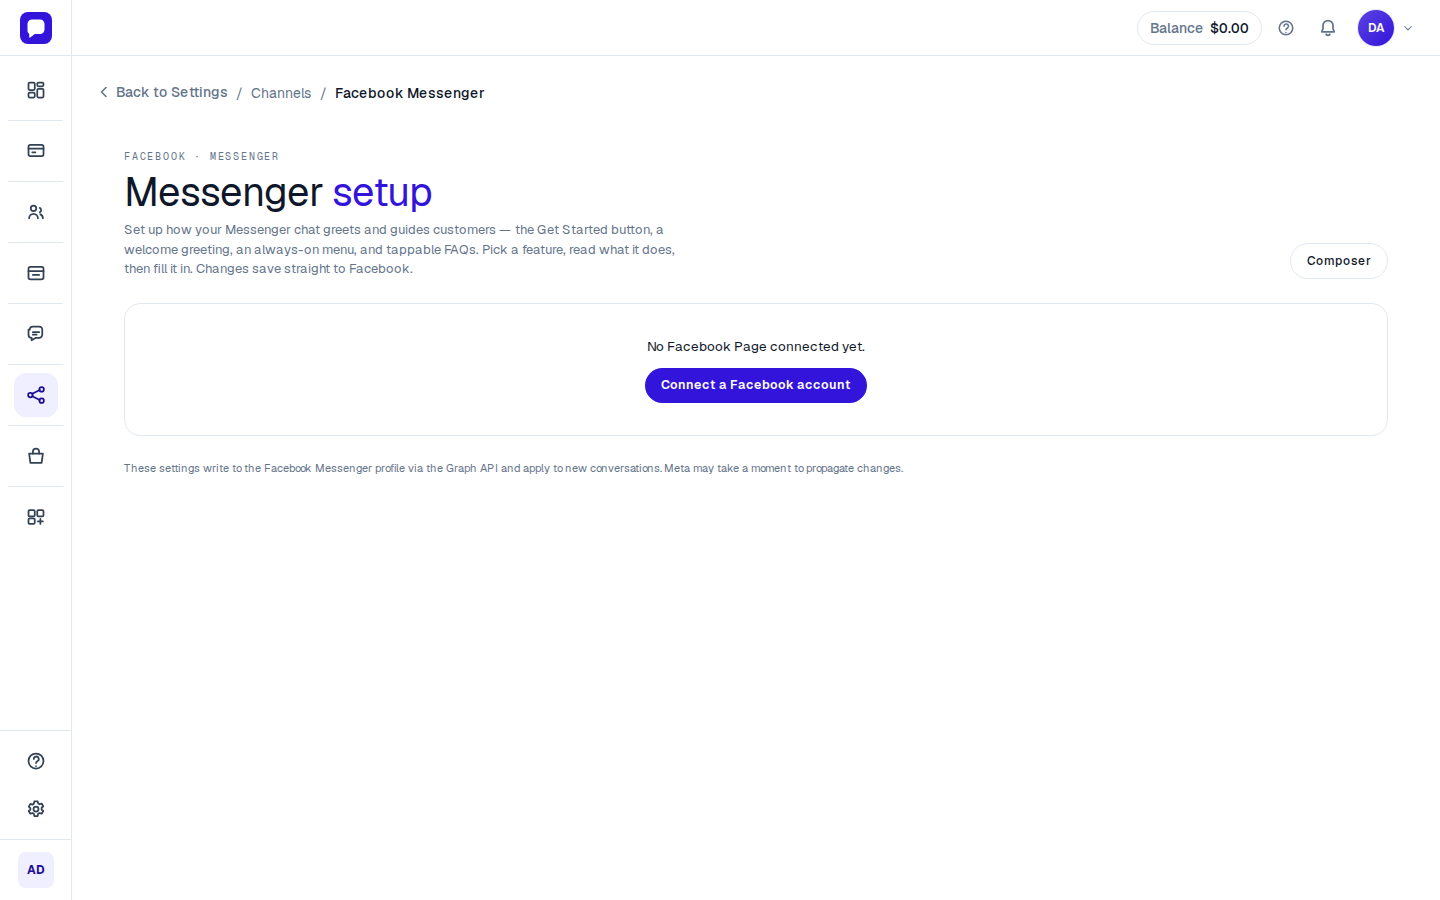 Balance $0.00
DA
Back to Settings / Channels / Facebook Messenger
FACEBOOK · MESSENGER
Messenger setup
Set up how your Messenger chat greets and guides customers — the Get Started button, a
welcome greeting, an always-on menu, and tappable FAQs. Pick a feature, read what it does,
then fill it in. Changes save straight to Facebook.
Composer
No Facebook Page connected yet.
Connect a Facebook account
These settings write to the Facebook Messenger profile via the Graph API and apply to new conversations. Meta may take a moment to propagate changes.
AD